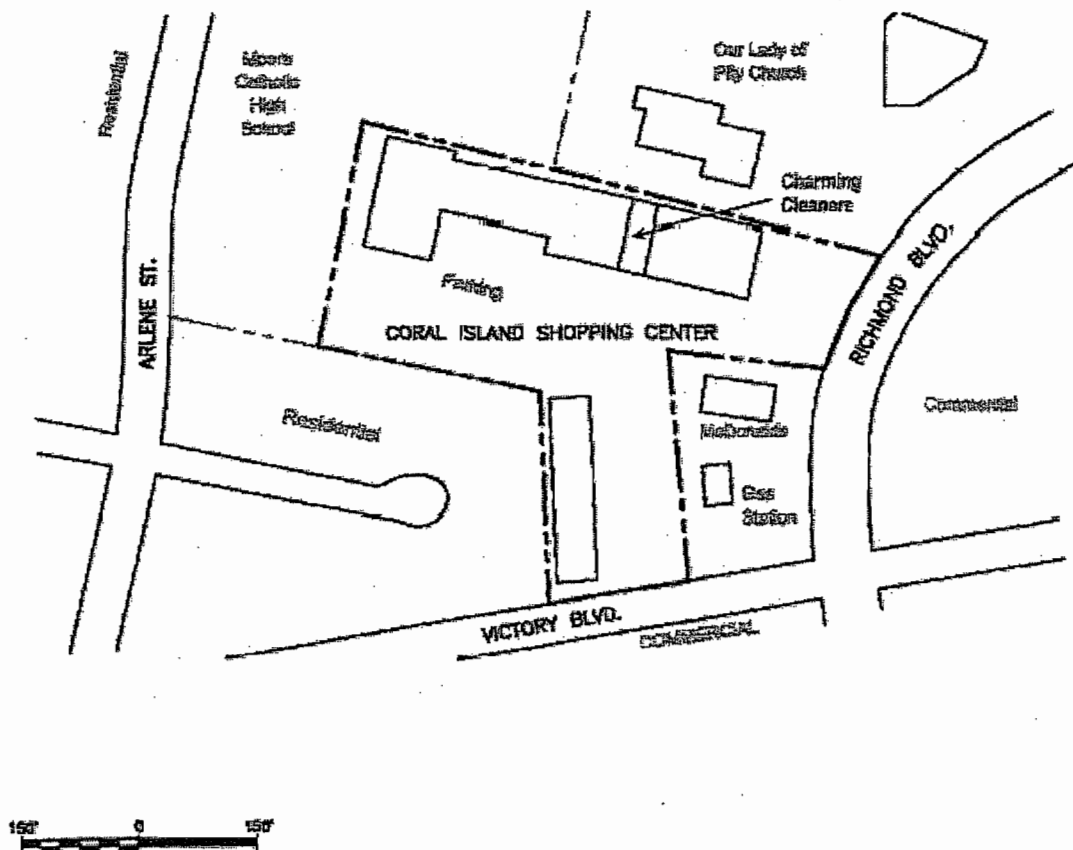 Residential
Moore
Catholic
High
School
Our Lady of
Pity Church
Charming
Cleaners
RICHMOND BLVD.
Parking
ARLENE ST.
CORAL ISLAND SHOPPING CENTER
Residential
McDonalds
Commercial
Gas
Station
VICTORY BLVD.
COMMERCIAL
150' 0 150'